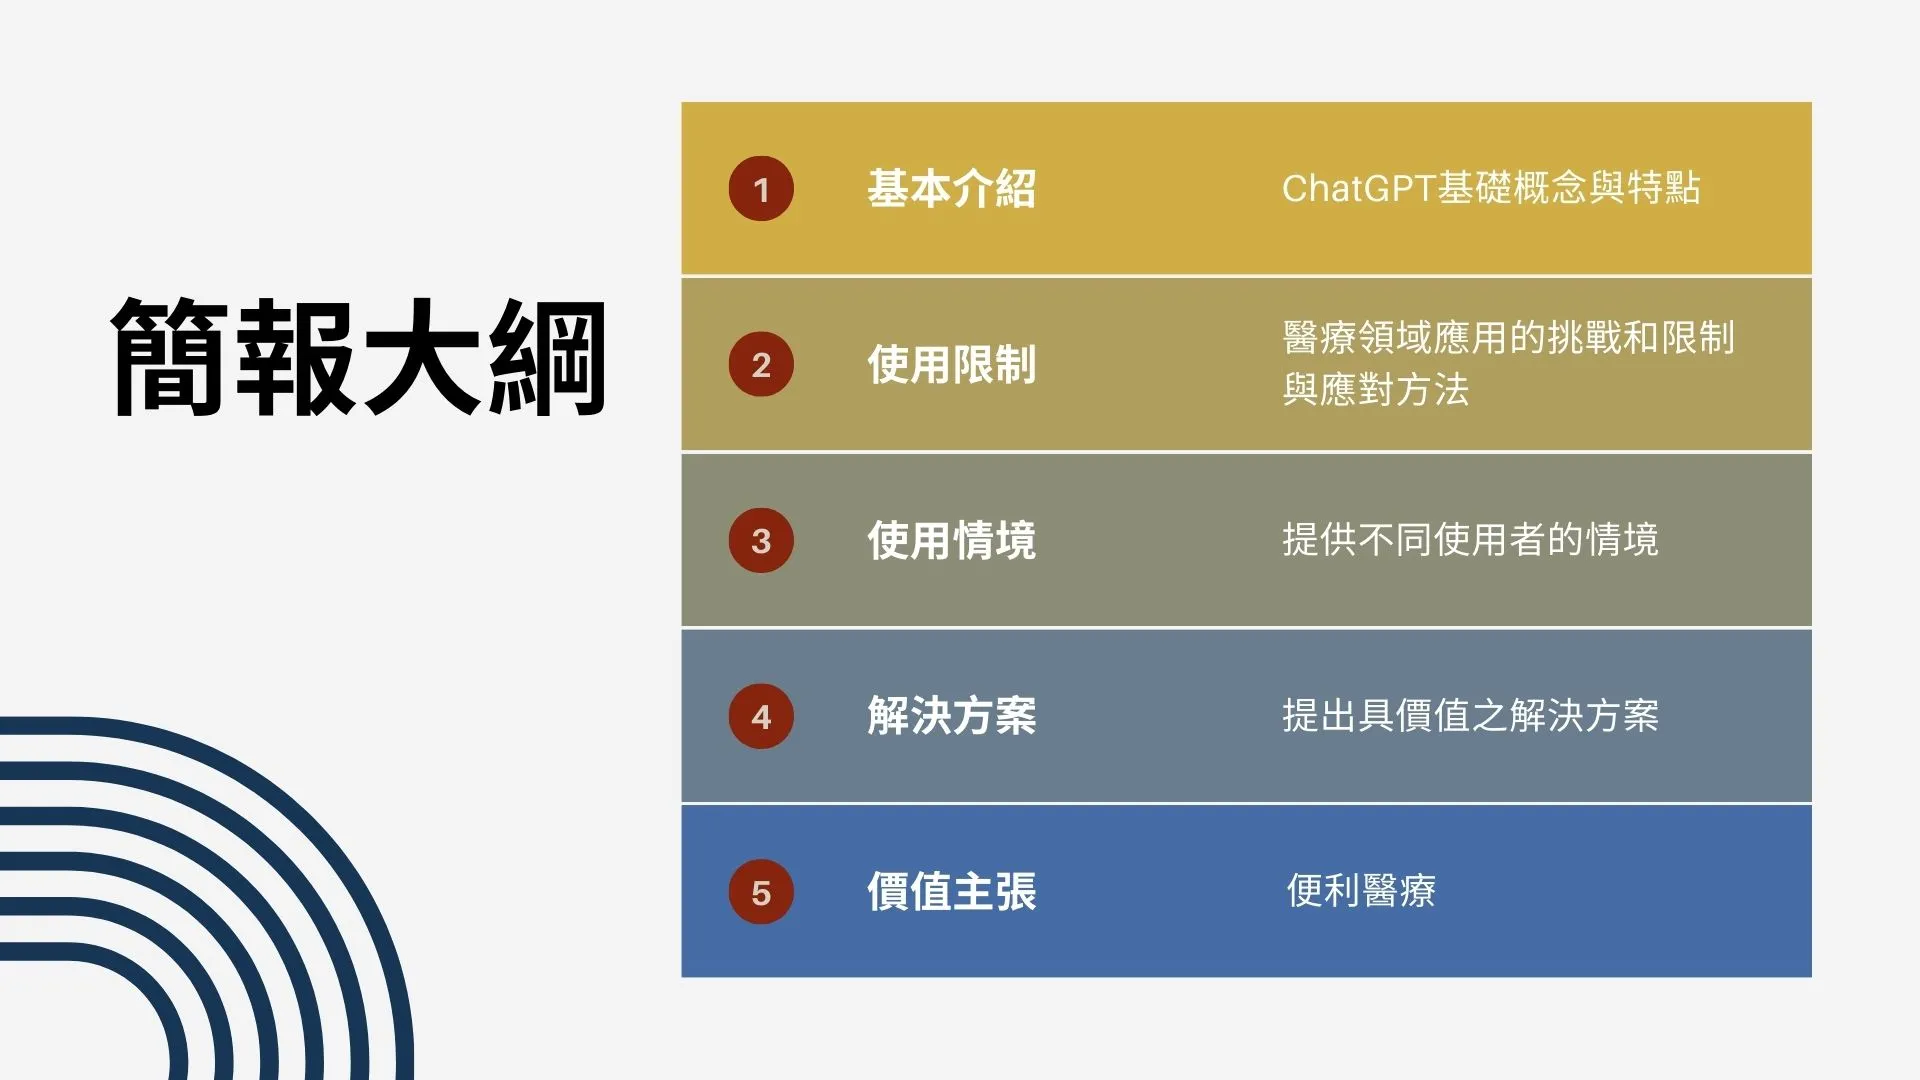 簡報大綱
1
基本介紹
ChatGPT基礎概念與特點
2
使用限制
醫療領域應用的挑戰和限制
與應對方法
3
使用情境
提供不同使用者的情境
4
解決方案
提出具價值之解決方案
5
價值主張
便利醫療